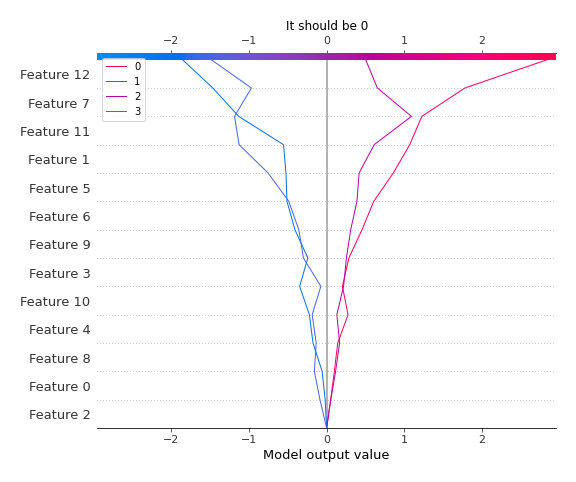 It should be 0
−2 −1 0 1 2
0
1
2
3
Feature 12
Feature 7
Feature 11
Feature 1
Feature 5
Feature 6
Feature 9
Feature 3
Feature 10
Feature 4
Feature 8
Feature 0
Feature 2
−2 −1 0 1 2
Model output value